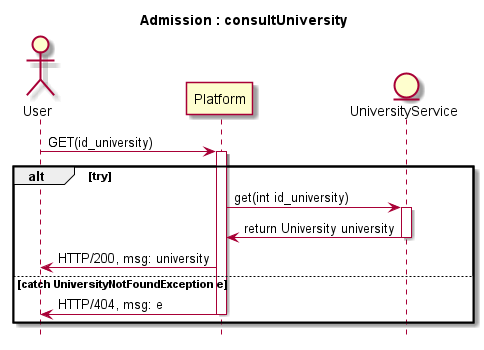 Admission : consultUniversity
User
Platform
UniversityService
GET(id_university)
alt [try]
get(int id_university)
return University university
HTTP/200, msg: university
[catch UniversityNotFoundException e]
HTTP/404, msg: e